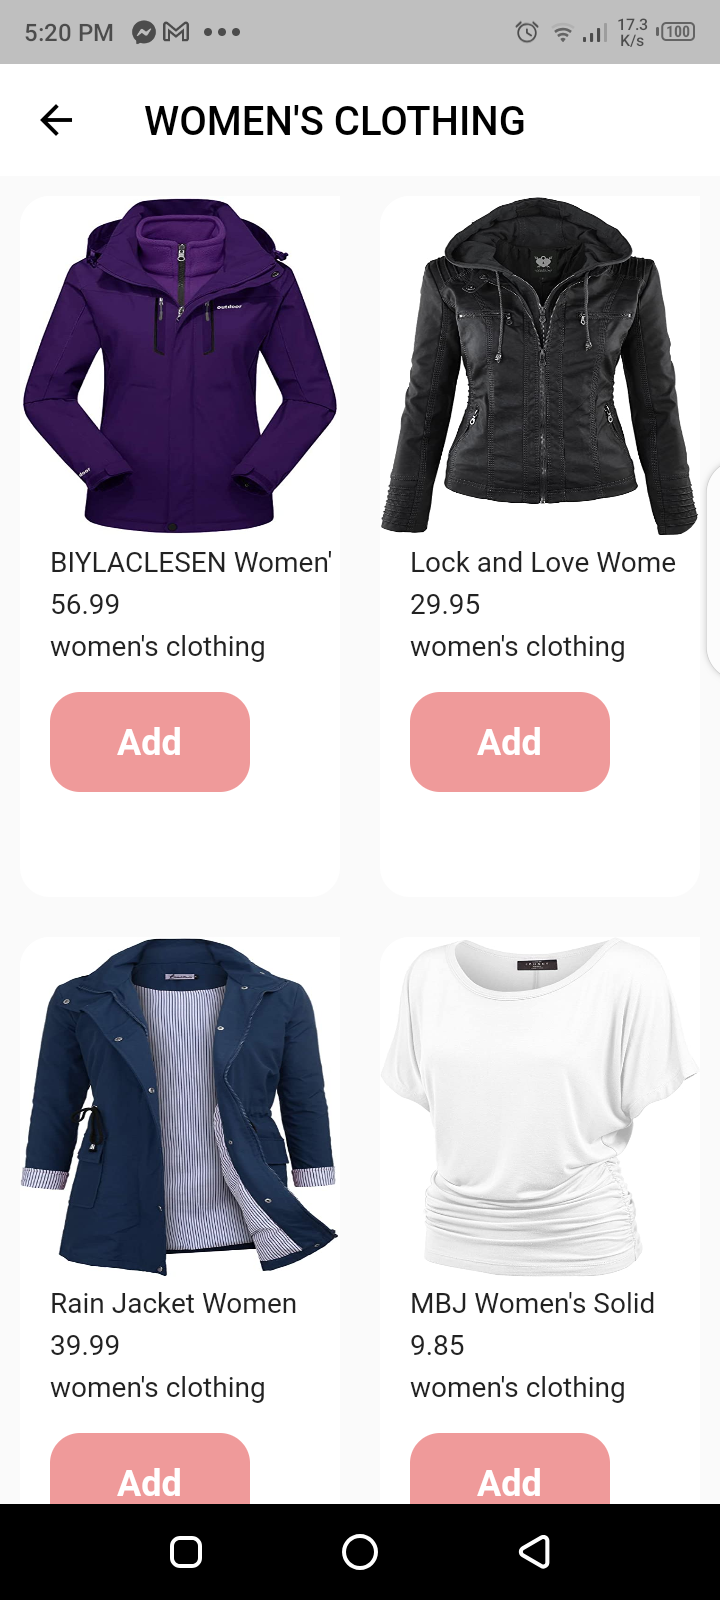 5:20 PM
17.3
K/s
100
WOMEN'S CLOTHING
outdoor
door
BIYLACLESEN Women'
56.99
women's clothing
Add
Lock and Love Wome
29.95
women's clothing
Add
Rain Jacket Women
39.99
women's clothing
Add
MBJ Women's Solid
9.85
women's clothing
Add